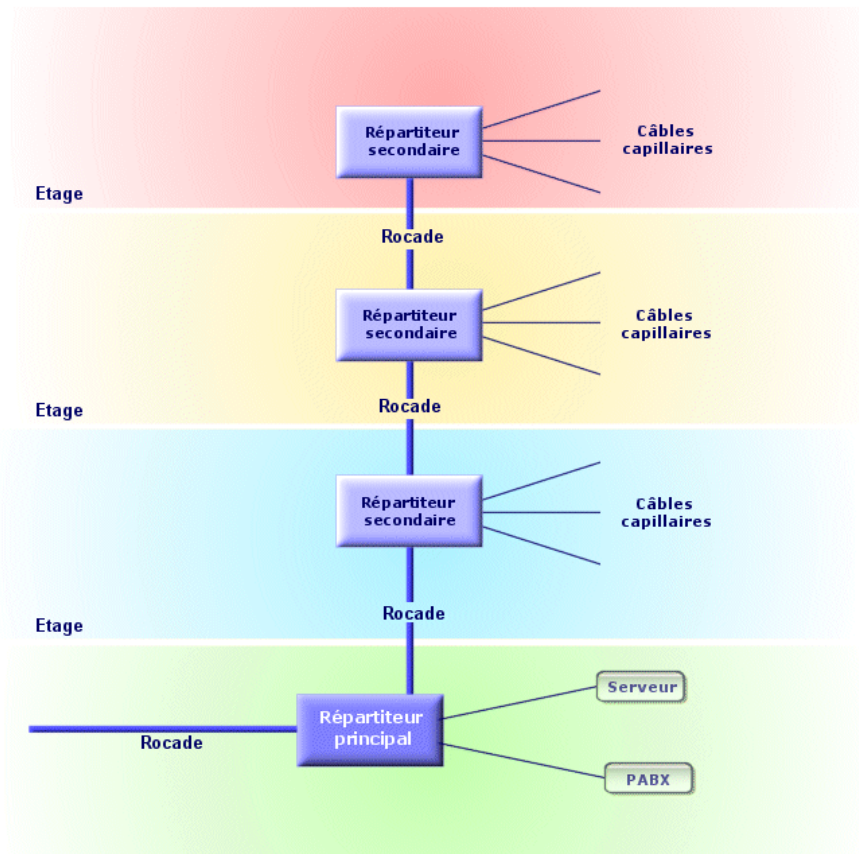 Répartiteur
secondaire
Câbles
capillaires
Etage
Rocade
Répartiteur
secondaire
Câbles
capillaires
Etage
Rocade
Répartiteur
secondaire
Câbles
capillaires
Etage
Rocade
Répartiteur
principal
Serveur
Rocade
PABX